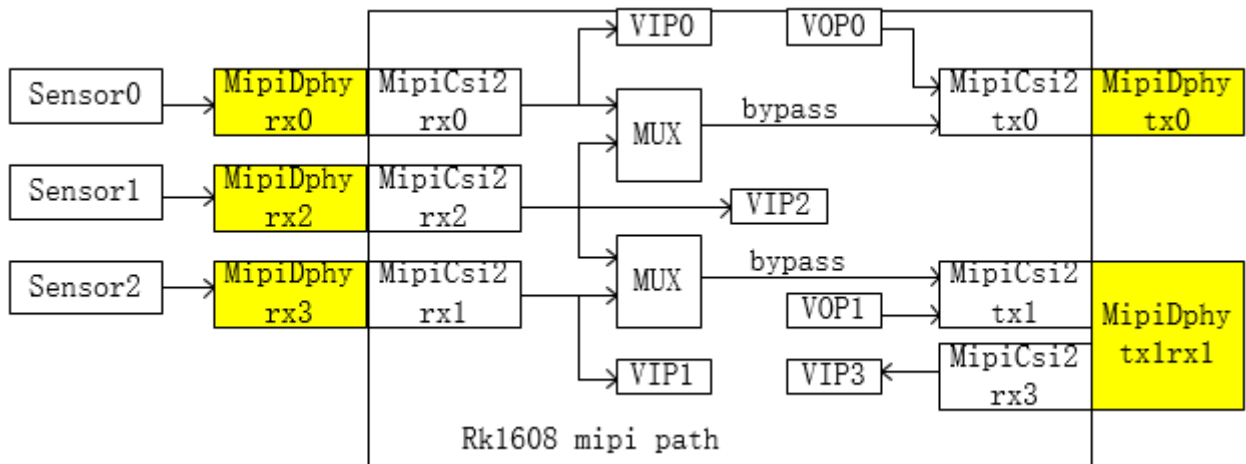 VIP0
VOP0
Sensor0
MipiDphy
rx0
MipiCsi2
rx0
MUX
bypass
MipiCsi2
tx0
MipiDphy
tx0
Sensor1
MipiDphy
rx2
MipiCsi2
rx2
VIP2
Sensor2
MipiDphy
rx3
MipiCsi2
rx1
MUX
bypass
VOP1
MipiCsi2
tx1
MipiDphy
tx1rx1
VIP1
VIP3
MipiCsi2
rx3
Rk1608 mipi path